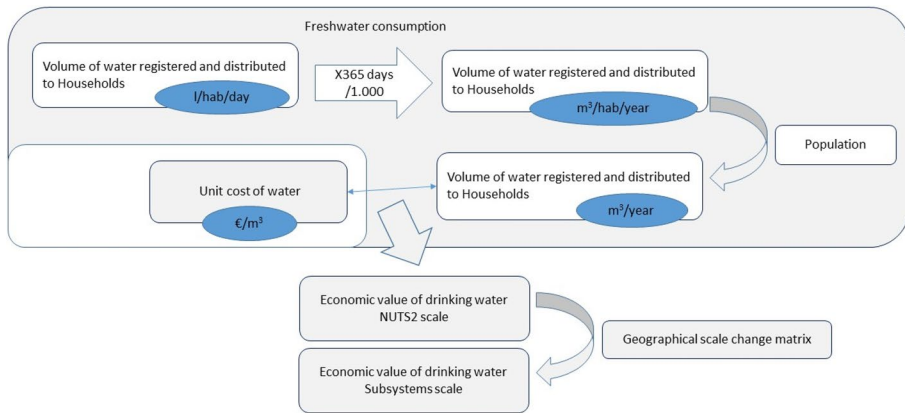 Freshwater consumption
Volume of water registered and distributed
to Households
l/hab/day
X365 days
/1.000
Volume of water registered and distributed
to Households
m³/hab/year
Population
Volume of water registered and distributed
to Households
m³/year
Unit cost of water
€/m³
Economic value of drinking water
NUTS2 scale
Geographical scale change matrix
Economic value of drinking water
Subsystems scale